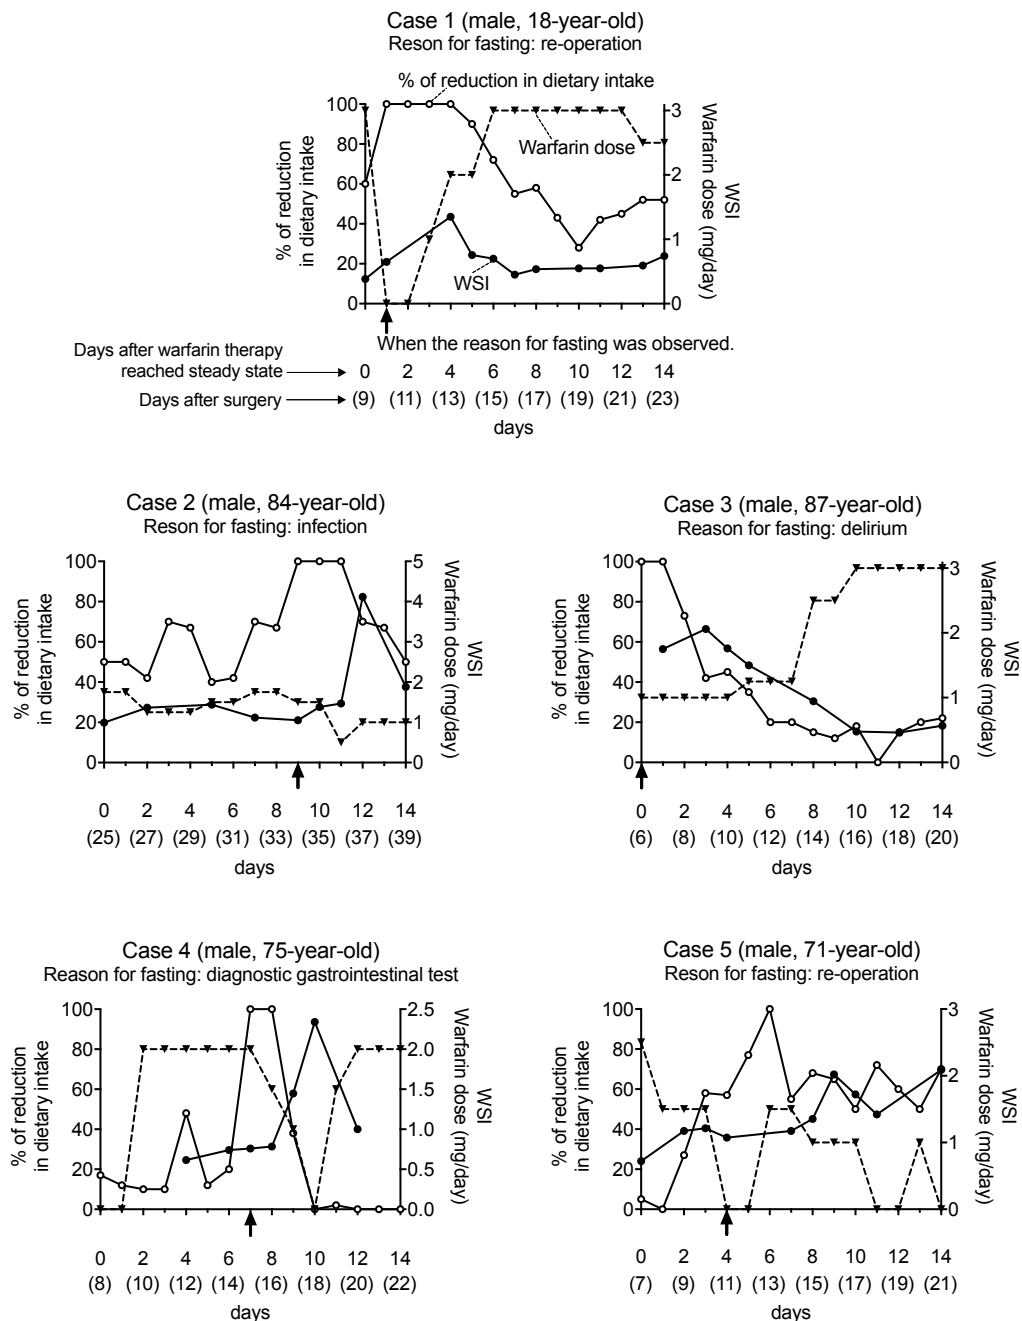 Case 1 (male, 18-year-old)
Reson for fasting: re-operation
% of reduction in dietary intake
Warfarin dose
WSI
% of reduction
in dietary intake
100
80
60
40
20
0
3
2
1
0
Warfarin dose (mg/day)
WSI
When the reason for fasting was observed.
Days after warfarin therapy
reached steady state
0 2 4 6 8 10 12 14
Days after surgery
(9) (11) (13) (15) (17) (19) (21) (23)
days
Case 2 (male, 84-year-old)
Reson for fasting: infection
% of reduction
in dietary intake
100
80
60
40
20
0
5
4
3
2
1
0
Warfarin dose (mg/day)
WSI
0 2 4 6 8 10 12 14
(25) (27) (29) (31) (33) (35) (37) (39)
days
Case 3 (male, 87-year-old)
Reason for fasting: delirium
% of reduction
in dietary intake
100
80
60
40
20
0
3
2
1
0
Warfarin dose (mg/day)
WSI
0 2 4 6 8 10 12 14
(6) (8) (10) (12) (14) (16) (18) (20)
days
Case 4 (male, 75-year-old)
Reason for fasting: diagnostic gastrointestinal test
% of reduction
in dietary intake
100
80
60
40
20
0
2.5
2.0
1.5
1.0
0.5
0.0
Warfarin dose (mg/day)
WSI
0 2 4 6 8 10 12 14
(8) (10) (12) (14) (16) (18) (20) (22)
days
Case 5 (male, 71-year-old)
Reson for fasting: re-operation
% of reduction
in dietary intake
100
80
60
40
20
0
3
2
1
0
Warfarin dose (mg/day)
WSI
0 2 4 6 8 10 12 14
(7) (9) (11) (13) (15) (17) (19) (21)
days